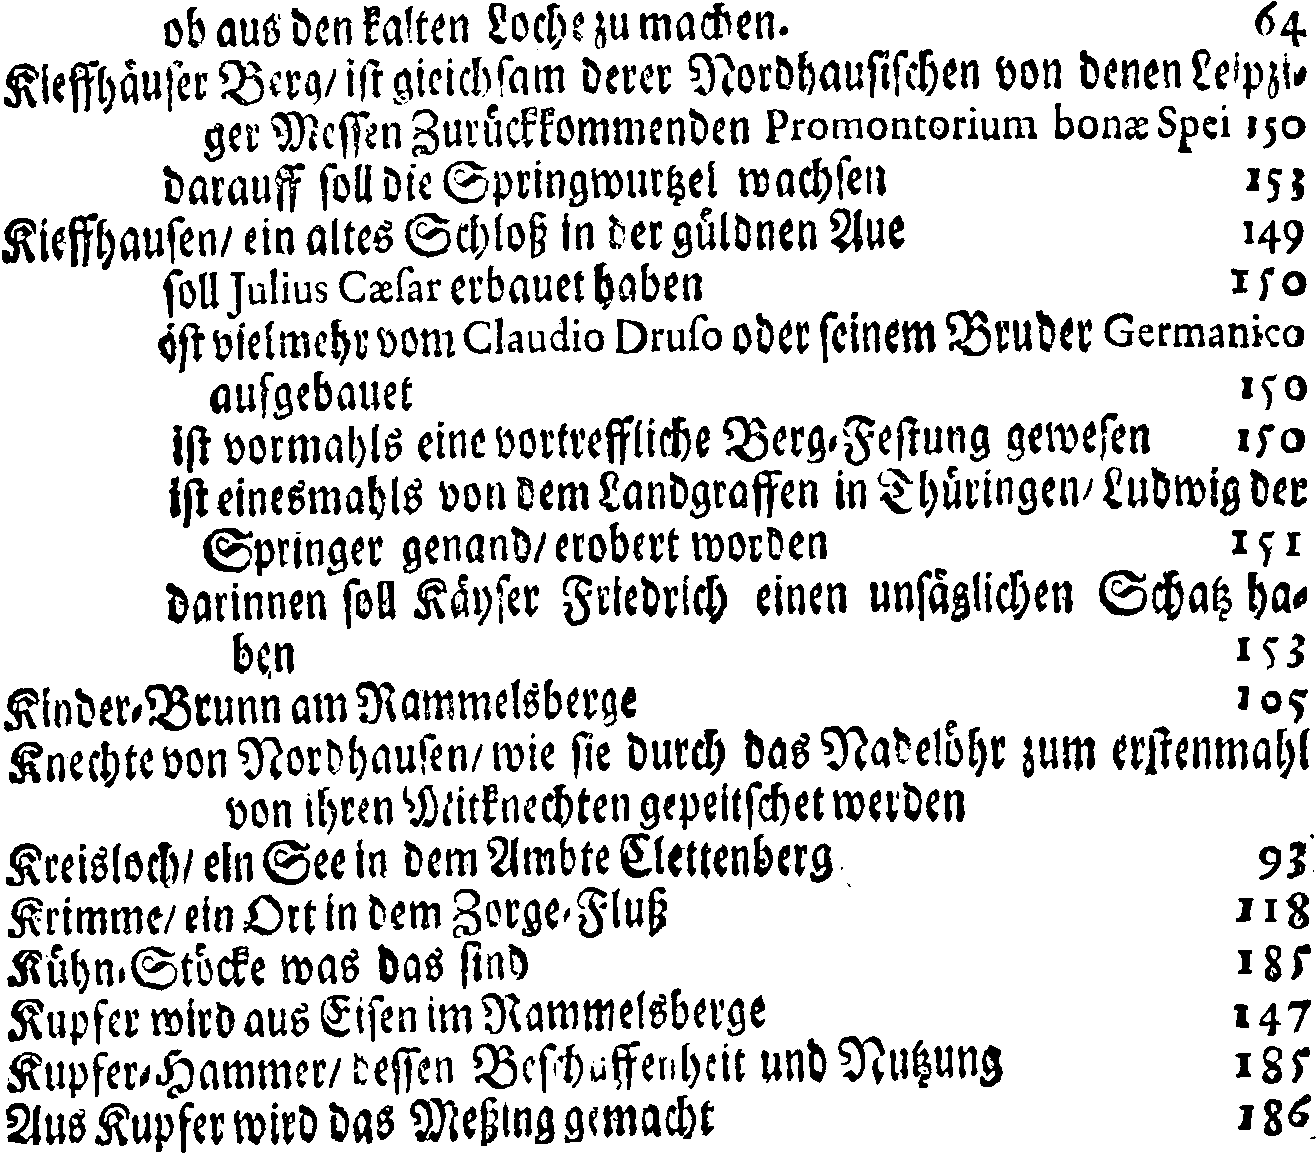 ob aus den kalten Loche zu machen. 64
Kieffhäuser Berg/ ist gleichsam derer Nordhausischen von denen Leipzi-
ger Messen Zurückkommenden Promontorium bonæ Spei 150
darauff soll die Springwurtzel wachsen 153
Kieffhausen/ ein altes Schloß in der güldnen Aue 149
soll Julius Cæsar erbauet haben 150
ist vielmehr vom Claudio Druso oder seinem Bruder Germanico
aufgebauet 150
ist vormahls eine vortreffliche Berg-Festung gewesen 150
ist einesmahls von dem Landgraffen in Thüringen/ Ludwig der
Springer genand/ erobert worden 151
darinnen soll Käyser Friedrich einen unsäglichen Schatz ha-
ben 153
Kinder-Brunn am Rammelsberge 105
Knechte von Nordhausen/ wie sie durch das Nadelöhr zum erstenmahl
von ihren Mitknechten gepeitschet werden
Kreisloch/ ein See in dem Ambte Clettenberg 93
Krimme/ ein Ort in dem Zorge-Fluß 118
Kühn-Stöcke was das sind 185
Kupfer wird aus Eisen im Rammelsberge 147
Kupfer-Hammer/ dessen Beschaffenheit und Nutzung 185
Aus Kupfer wird das Meßing gemacht 186